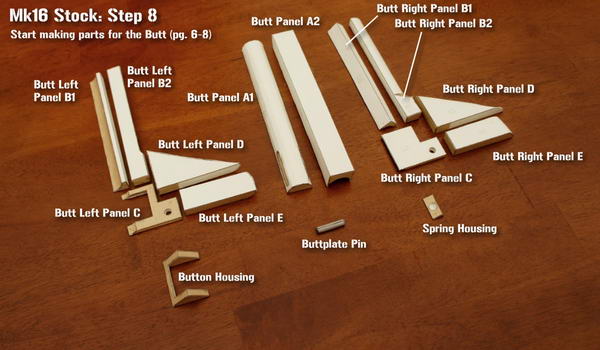 Mk16 Stock: Step 8
Start making parts for the Butt (pg. 6-8)
Butt Panel A2
Butt Right Panel B1
Butt Right Panel B2
Butt Left
Panel B1
Butt Left
Panel B2
Butt Panel A1
Butt Right Panel D
Butt Left Panel D
Butt Right Panel E
Butt Right Panel C
Butt Left Panel C
Butt Left Panel E
Buttplate Pin
Spring Housing
Button Housing